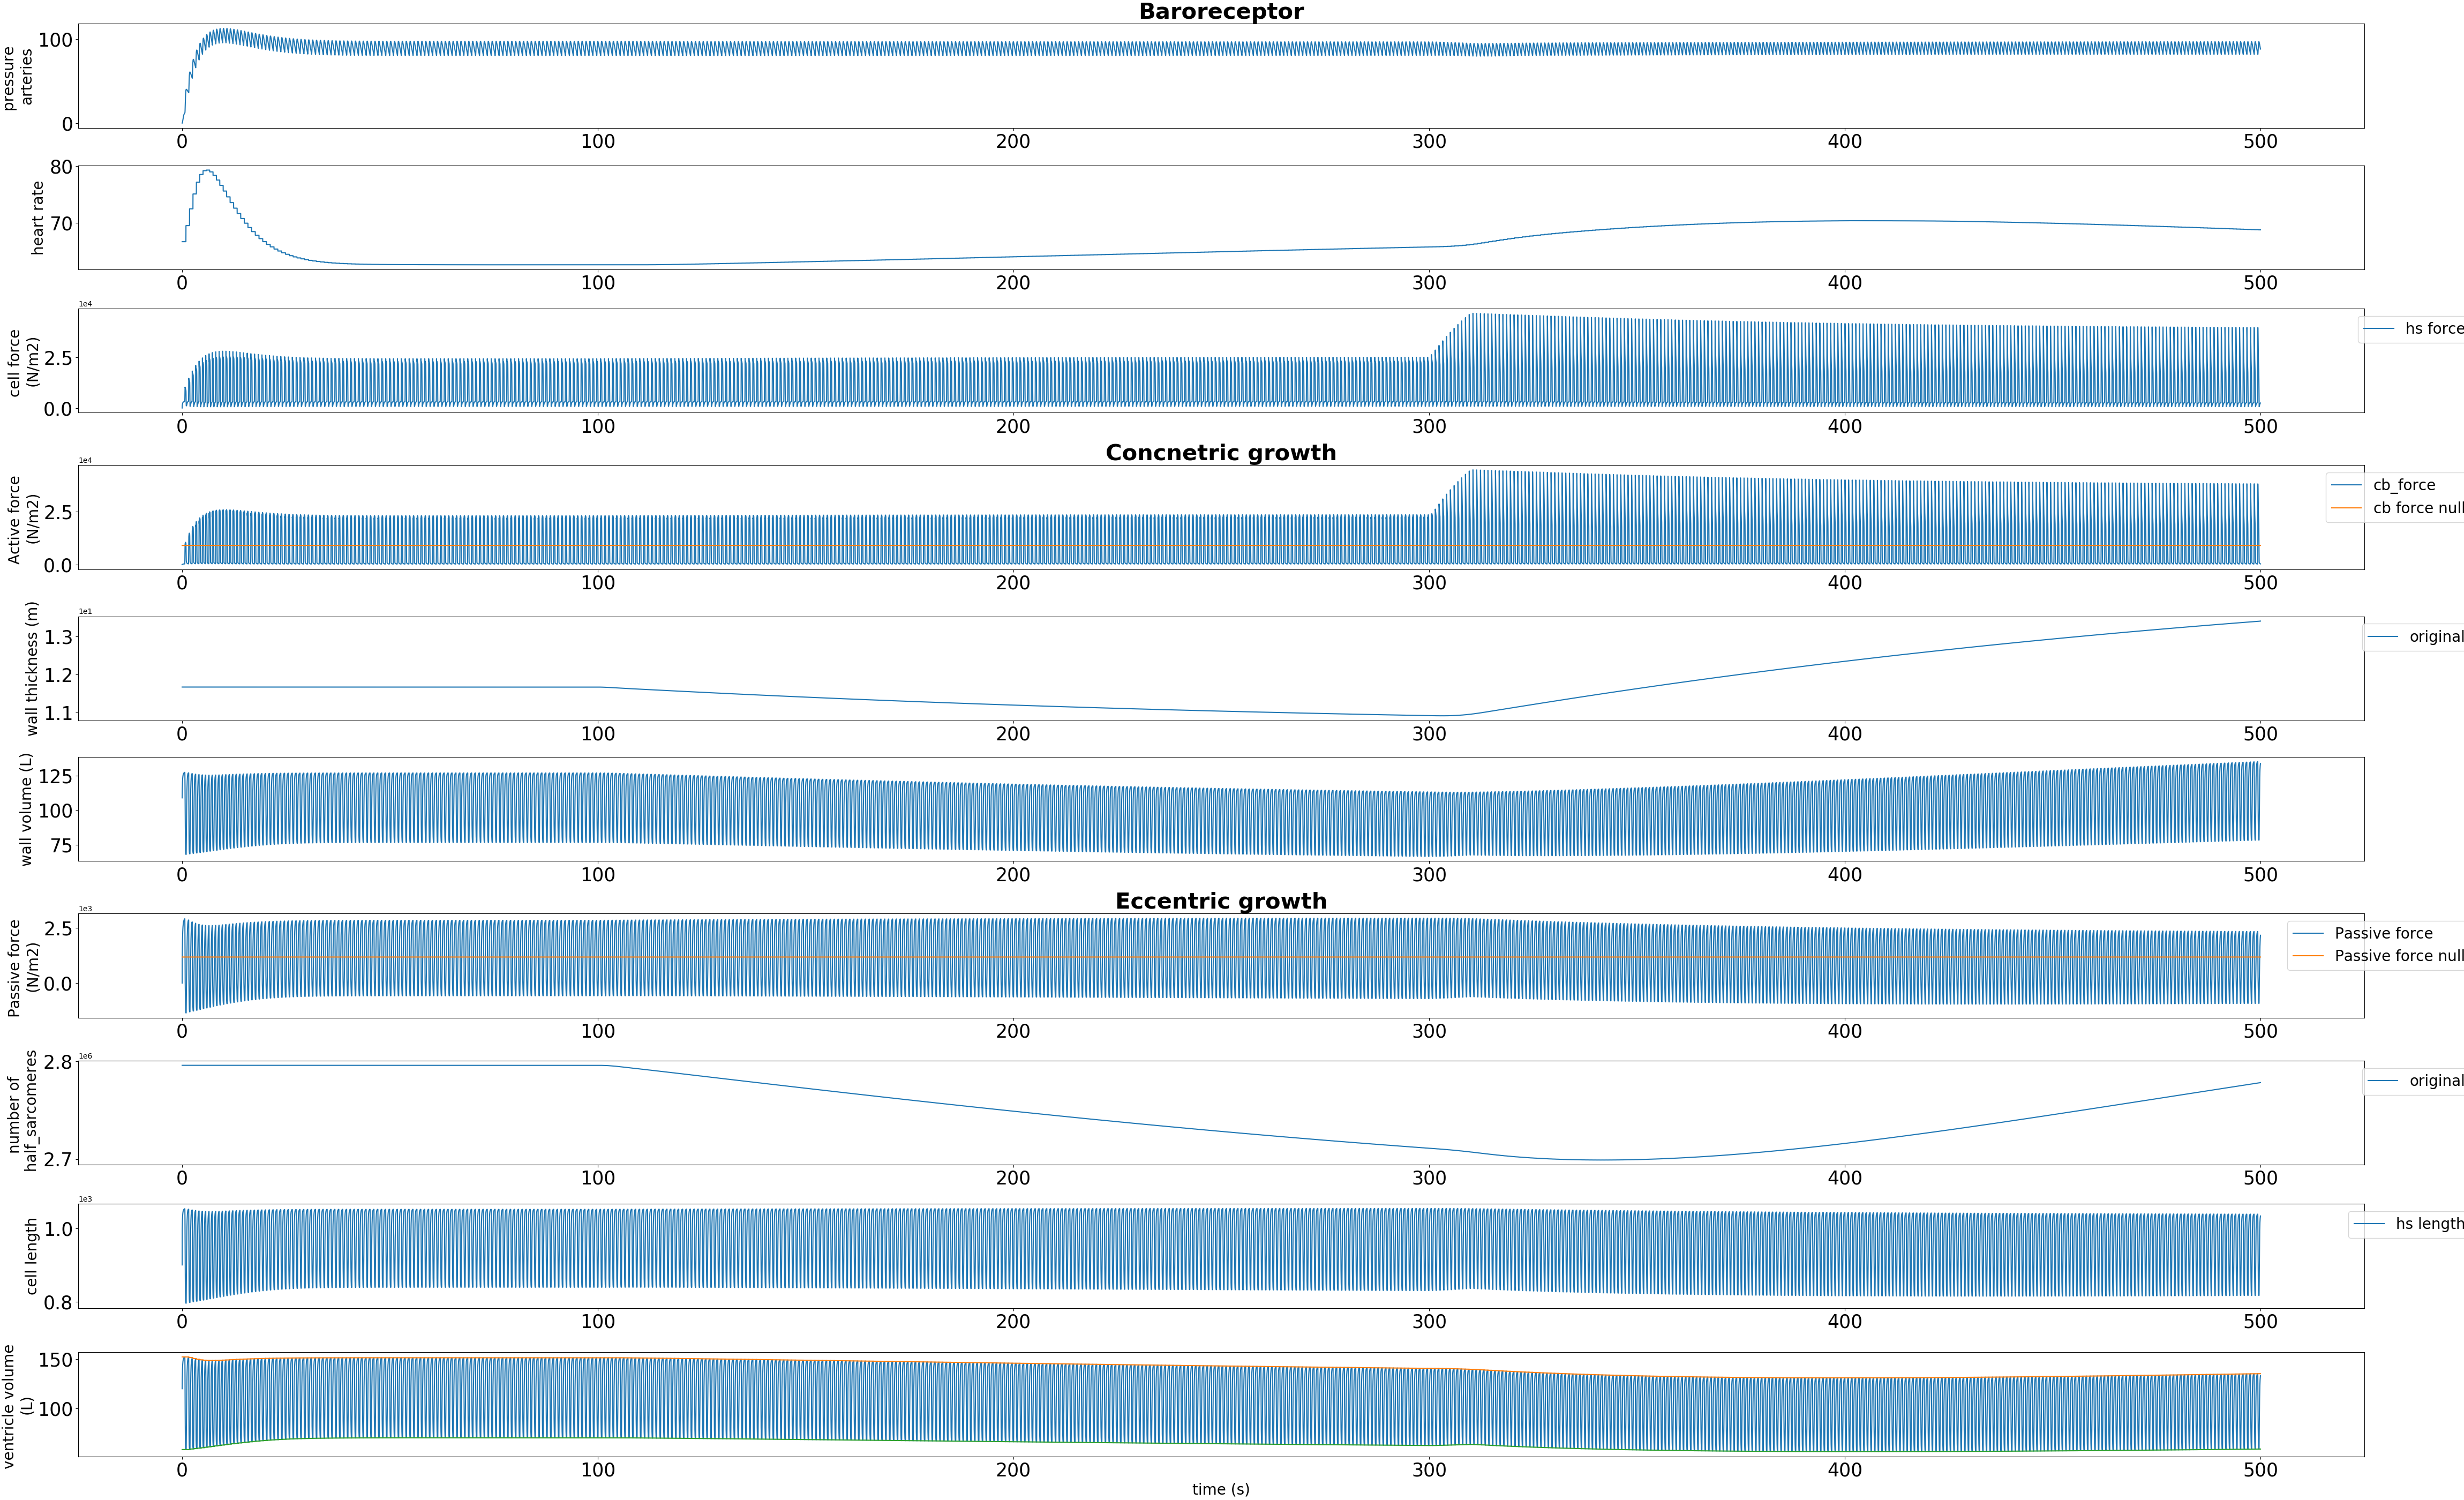 Baroreceptor
pressure
arteries
100
0
0 100 200 300 400 500
heart rate
80
70
0 100 200 300 400 500
1e4
cell force
(N/m2)
2.5
0.0
hs force
0 100 200 300 400 500
Concnetric growth
1e4
Active force
(N/m2)
2.5
0.0
cb_force
cb force null
0 100 200 300 400 500
1e1
wall thickness (m)
1.3
1.2
1.1
original
0 100 200 300 400 500
wall volume (L)
125
100
75
0 100 200 300 400 500
Eccentric growth
1e3
Passive force
(N/m2)
2.5
0.0
Passive force
Passive force null
0 100 200 300 400 500
1e6
number of
half_sarcomeres
2.8
2.7
original
0 100 200 300 400 500
1e3
cell length
1.0
0.8
hs length
0 100 200 300 400 500
ventricle volume
(L)
150
100
0 100 200 300 400 500
time (s)